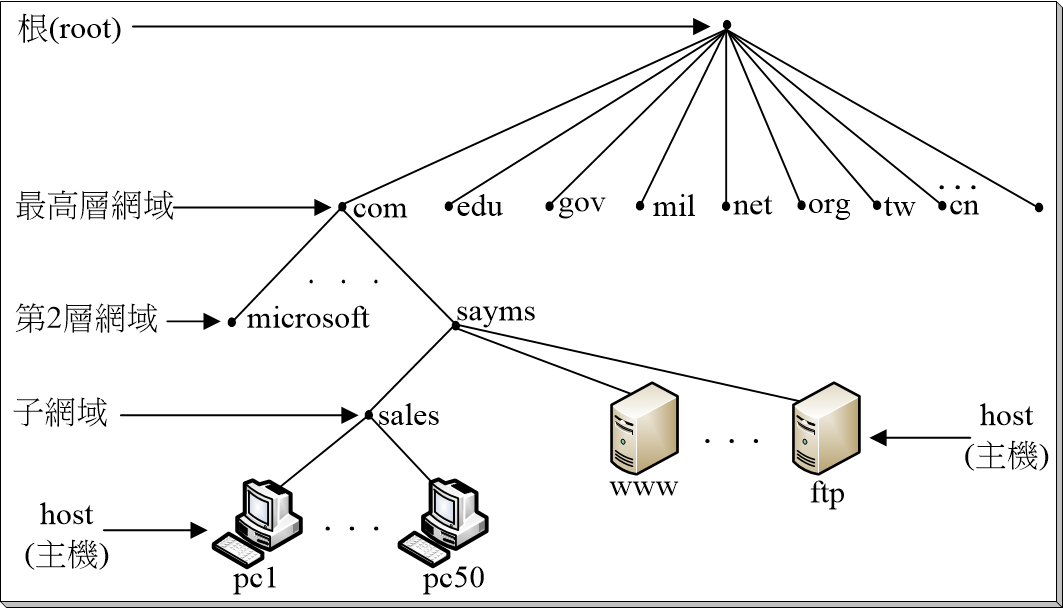 根(root)
. . .
最高層網域 com edu gov mil net org tw cn
. . .
第2層網域 microsoft sayms
子網域 sales
. . .
host
(主機)
www
ftp
host
(主機)
. . .
pc1
pc50